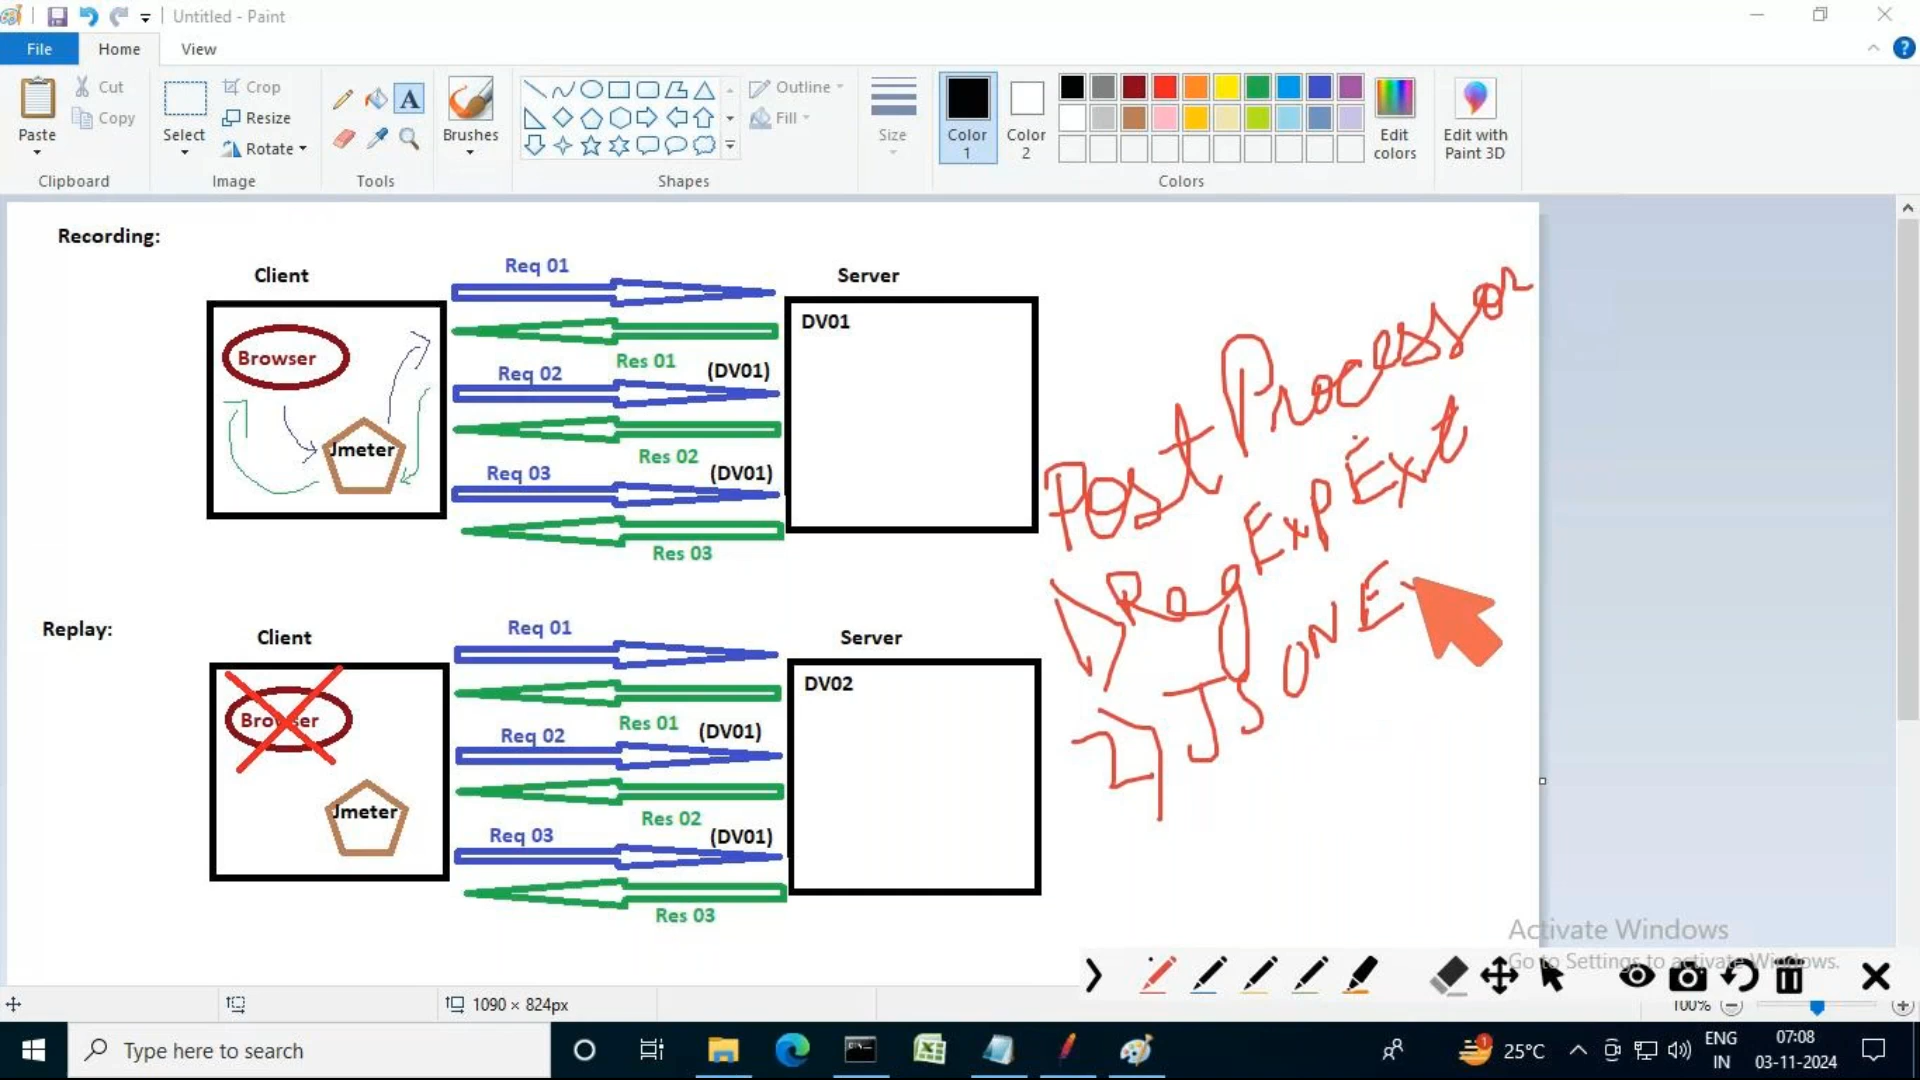 Untitled - Paint
File Home View
Paste Cut Copy
Clipboard
Select Crop Resize Rotate
Image
Tools
Brushes
Shapes
Outline Fill
Size
Color 1
Color 2
Edit colors
Colors
Edit with Paint 3D
Recording:
Client
Server
Browser
Jmeter
DV01
Req 01
Res 01
Req 02 (DV01)
Res 02
Req 03 (DV01)
Res 03
Post Processor
1) Reg Exp Ext
2) JSON E
Replay:
Client
Server
Browser
Jmeter
DV02
Req 01
Res 01
Req 02 (DV01)
Res 02
Req 03 (DV01)
Res 03
Activate Windows
Go to Settings to activate Windows.
1090 × 824px
100%
Type here to search
25°C
ENG
IN
07:08
03-11-2024